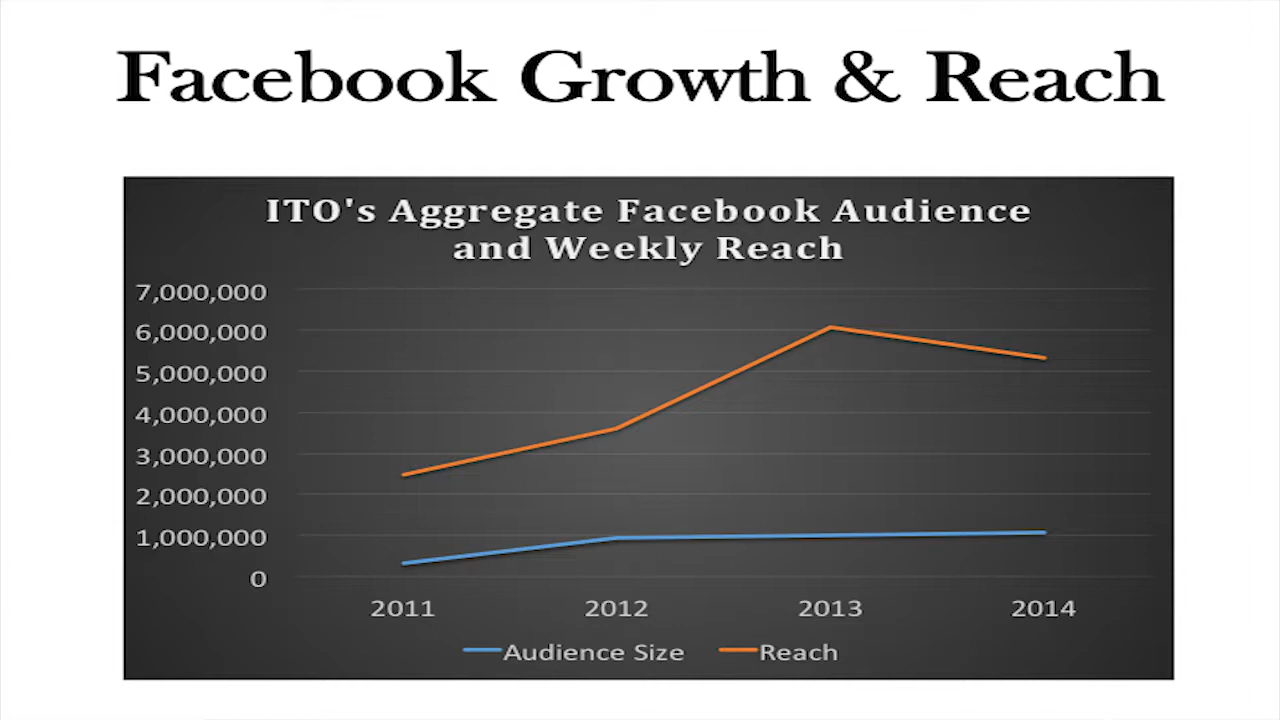 Facebook Growth & Reach
ITO's Aggregate Facebook Audience
and Weekly Reach
7,000,000
6,000,000
5,000,000
4,000,000
3,000,000
2,000,000
1,000,000
0
2011 2012 2013 2014
Audience Size Reach